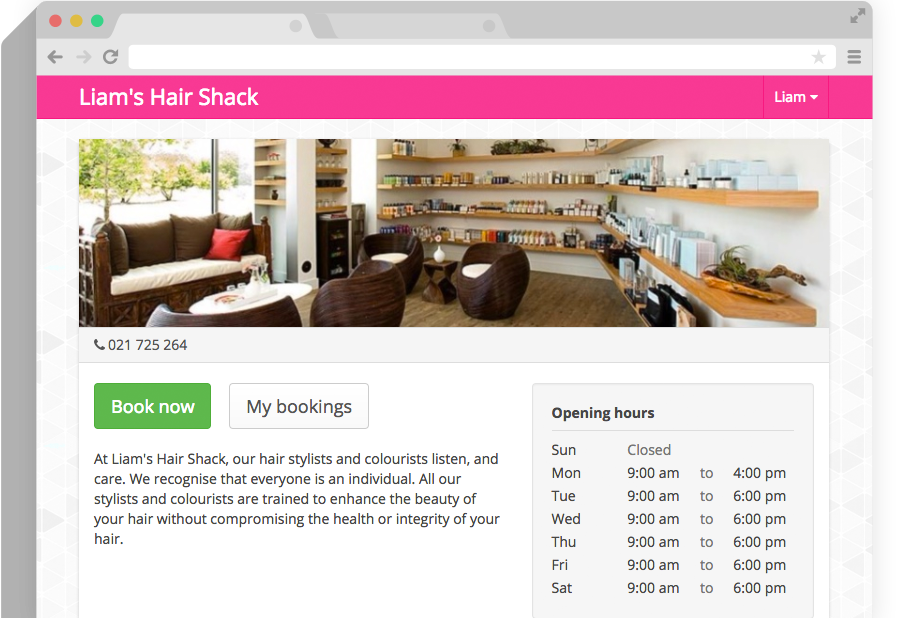 Liam's Hair Shack
Liam
021 725 264
Book now
My bookings
At Liam's Hair Shack, our hair stylists and colourists listen, and
care. We recognise that everyone is an individual. All our
stylists and colourists are trained to enhance the beauty of
your hair without compromising the health or integrity of your
hair.
Opening hours
Sun Closed
Mon 9:00 am to 4:00 pm
Tue 9:00 am to 6:00 pm
Wed 9:00 am to 6:00 pm
Thu 9:00 am to 6:00 pm
Fri 9:00 am to 6:00 pm
Sat 9:00 am to 6:00 pm